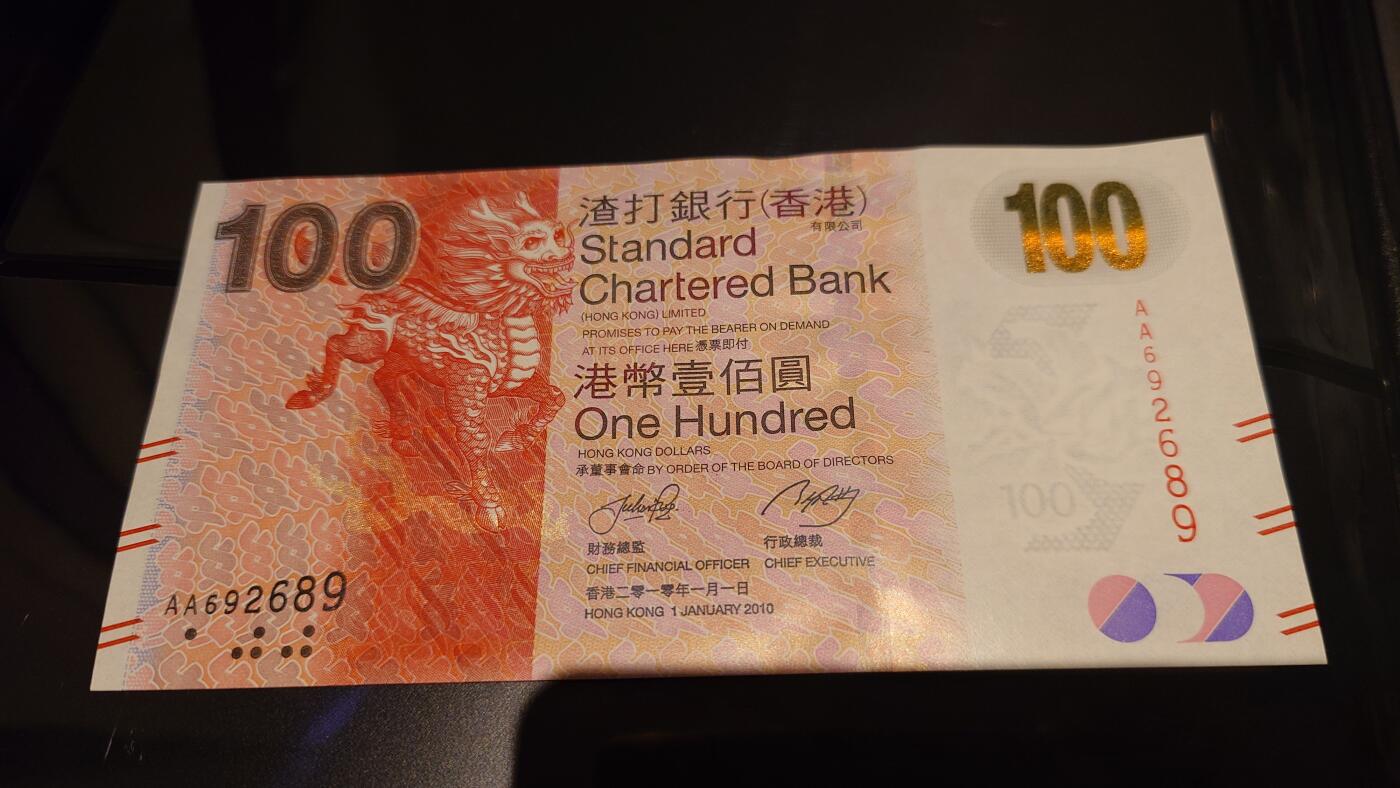 100
渣打銀行(香港)
有限公司
Standard
Chartered Bank
(HONG KONG) LIMITED
PROMISES TO PAY THE BEARER ON DEMAND
AT ITS OFFICE HERE 憑票即付
港幣壹佰圓
One Hundred
HONG KONG DOLLARS
承董事會命 BY ORDER OF THE BOARD OF DIRECTORS
財務總監 行政總裁
CHIEF FINANCIAL OFFICER CHIEF EXECUTIVE
香港二零一零年一月一日
HONG KONG 1 JANUARY 2010
AA692689
100
AA692689
100